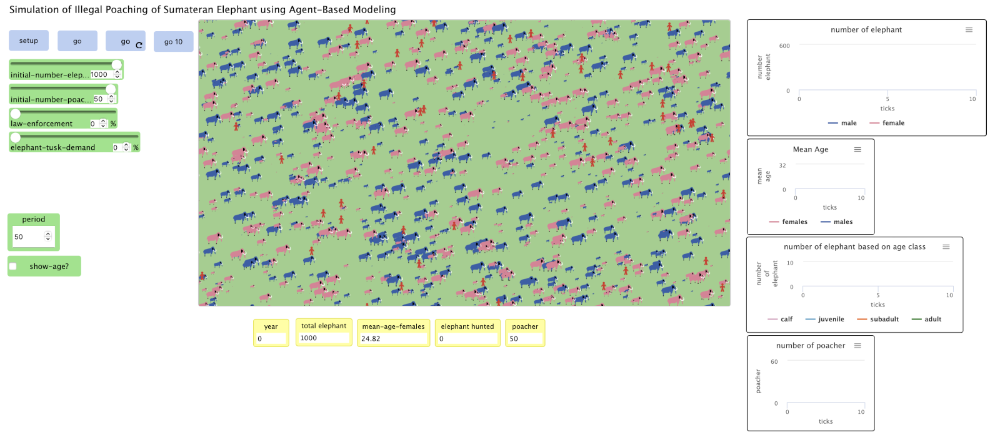 Simulation of Illegal Poaching of Sumateran Elephant using Agent-Based Modeling
setup
go
go
go 10
initial-number-elep... 1000
initial-number-poac... 50
law-enforcement 0 %
elephant-tusk-demand 0 %
period
50
show-age?
year
0
total elephant
1000
mean-age-females
24.82
elephant hunted
0
poacher
50
number of elephant
number
elephant
600
0
0 5 10
ticks
male female
Mean Age
mean
age
32
0
0 10
ticks
females males
number of elephant based on age class
number
of
elephant
10
0
0 5 10
ticks
calf juvenile subadult adult
number of poacher
poacher
60
0
0 10
ticks